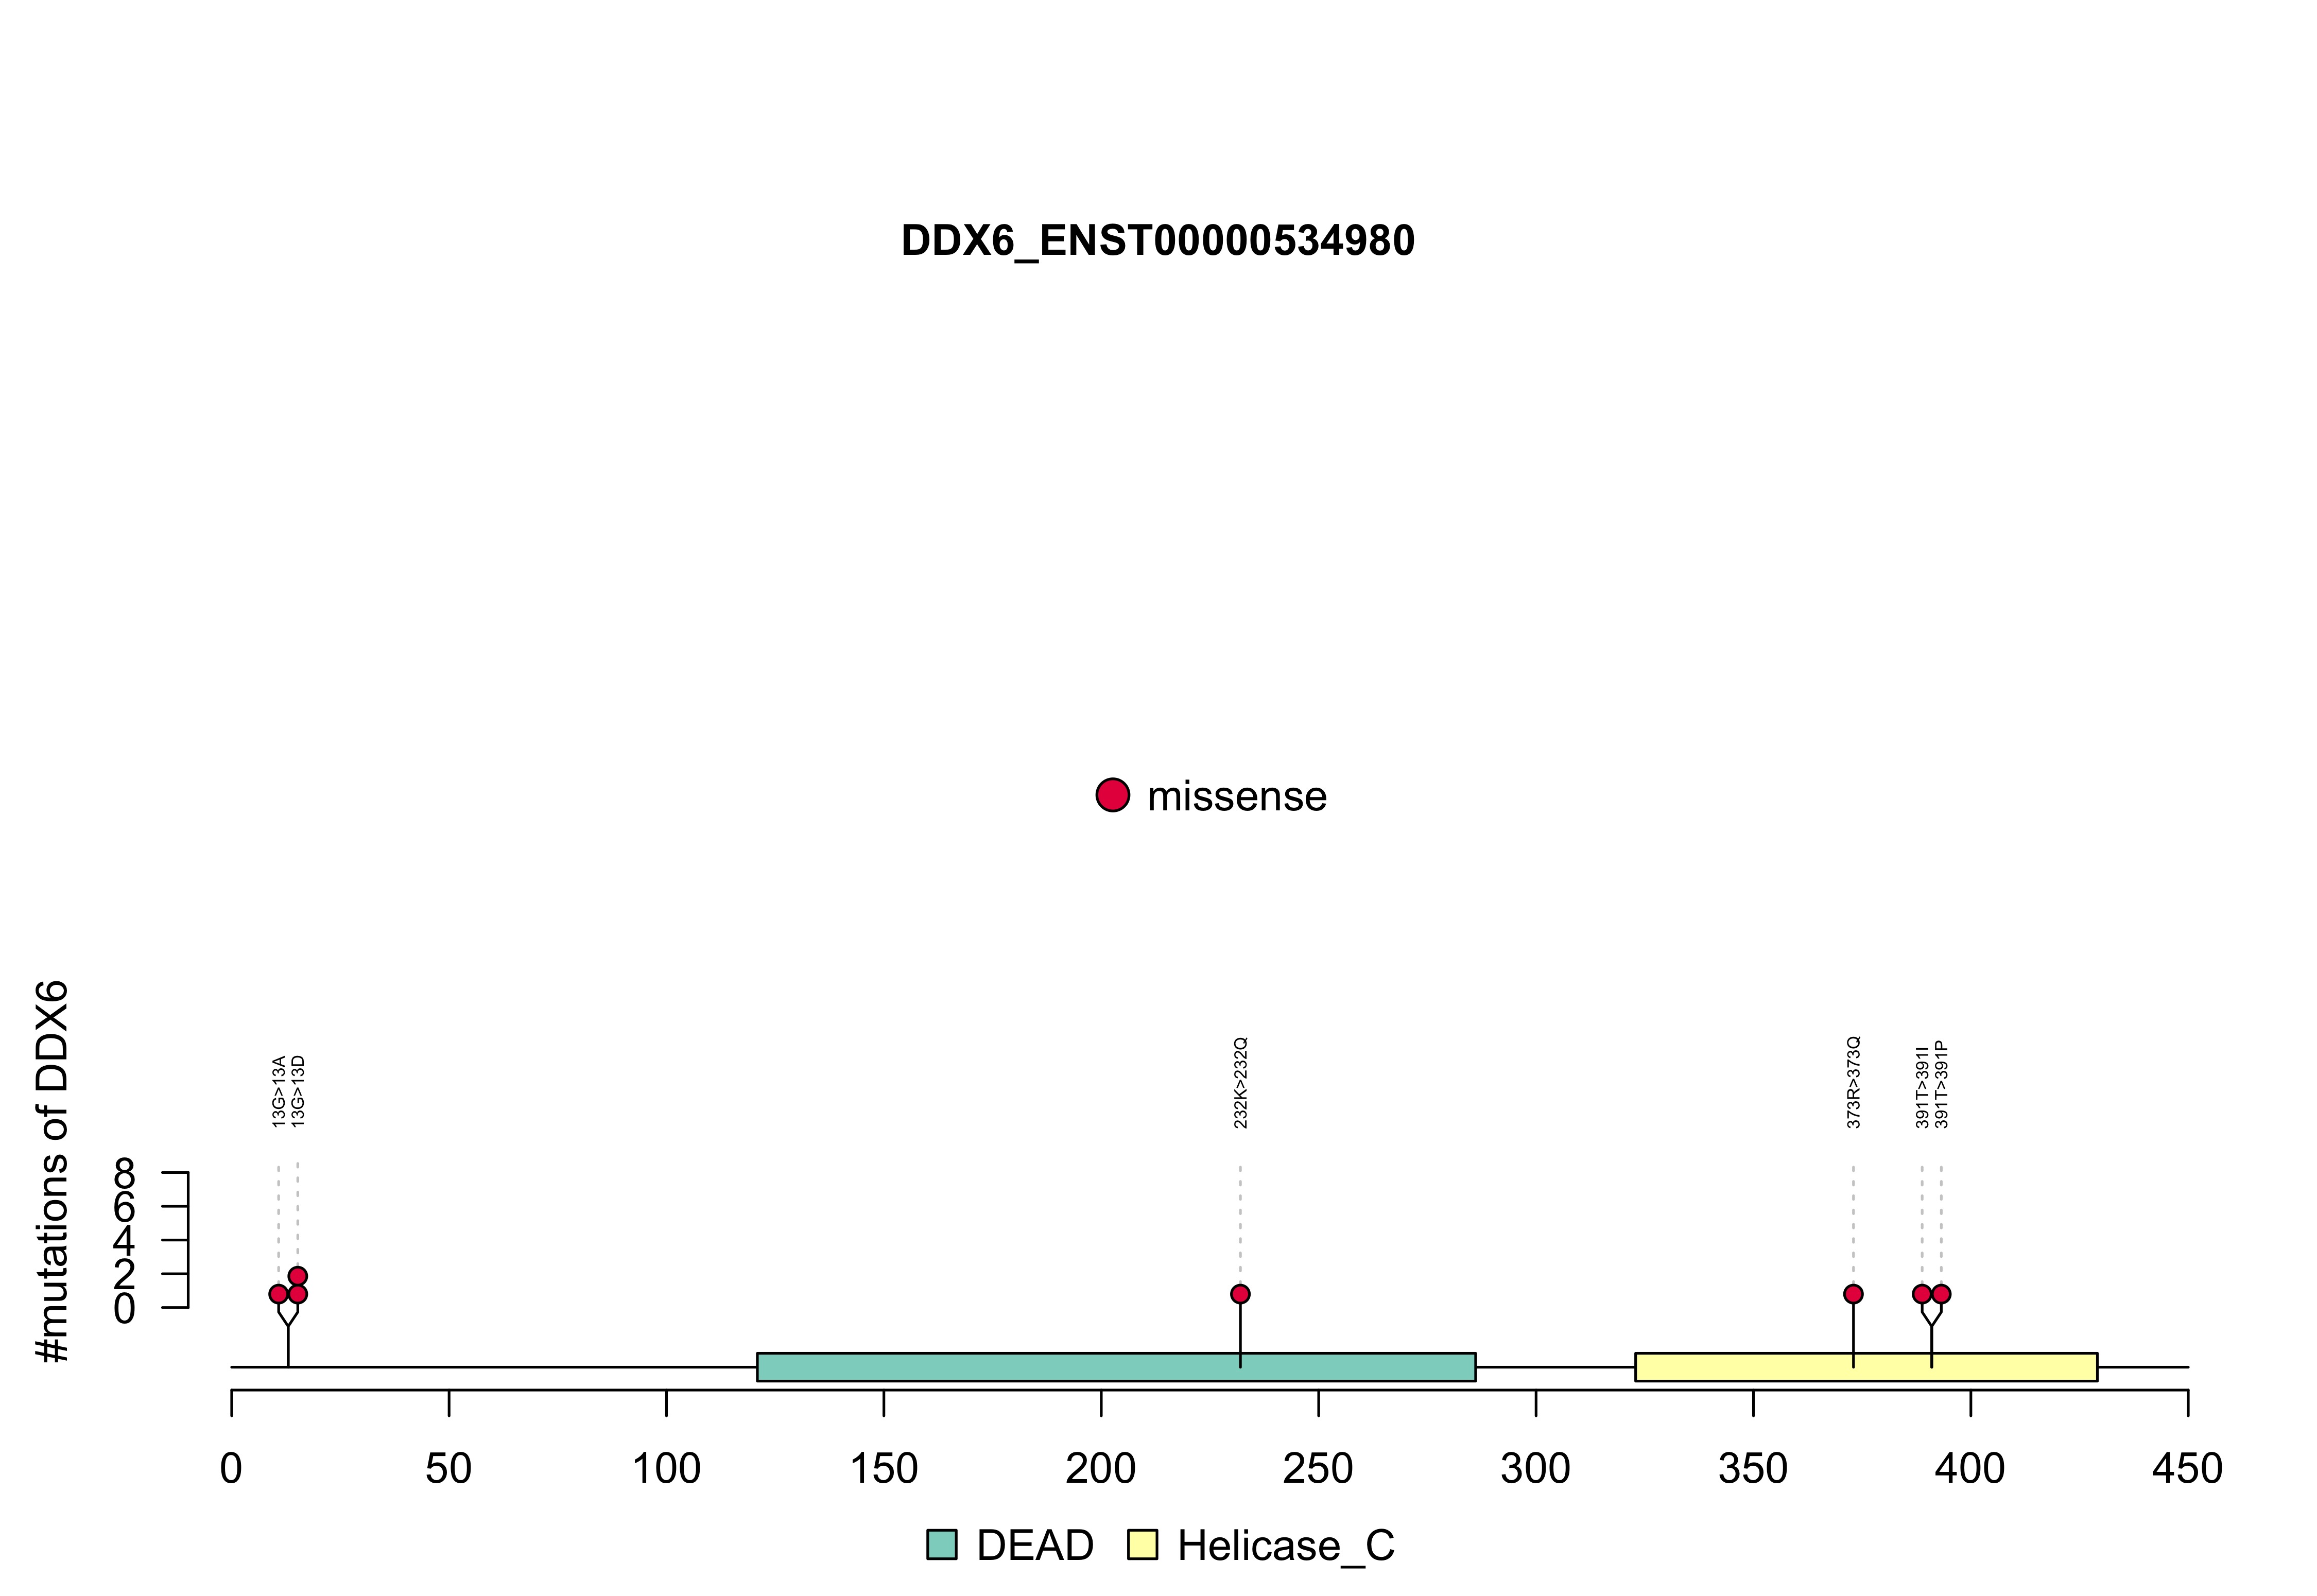 DDX6_ENST00000534980
missense
#mutations of DDX6
13G>13A
13G>13D
232K>232Q
373R>373Q
391T>391I
391T>391P
8
6
4
2
0
0 50 100 150 200 250 300 350 400 450
DEAD Helicase_C